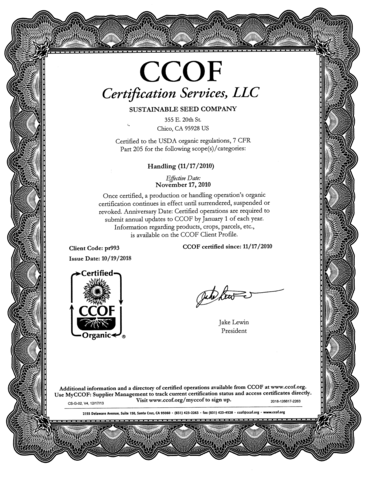 CCOF
Certification Services, LLC
SUSTAINABLE SEED COMPANY
355 E. 20th St.
Chico, CA 95928 US
Certified to the USDA organic regulations, 7 CFR
Part 205 for the following scope(s)/categories:
Handling (11/17/2010)
Effective Date:
November 17, 2010
Once certified, a production or handling operation's organic
certification continues in effect until surrendered, suspended or
revoked. Anniversary Date: Certified operations are required to
submit annual updates to CCOF by January 1 of each year.
Information regarding products, crops, parcels, etc.,
is available on the CCOF Client Profile.
Client Code: pr993
CCOF certified since: 11/17/2010
Issue Date: 10/19/2018
Certified
CCOF
Organic ®
Jake Lewin
President
Additional information and a directory of certified operations available from CCOF at www.ccof.org.
Use MyCCOF: Supplier Management to track current certification status and access certificates directly.
Visit www.ccof.org/myccof to sign up.
2155 Delaware Avenue, Suite 150, Santa Cruz, CA 95060 • (831) 423-2263 • fax (831) 423-4528 • ccof@ccof.org • www.ccof.org